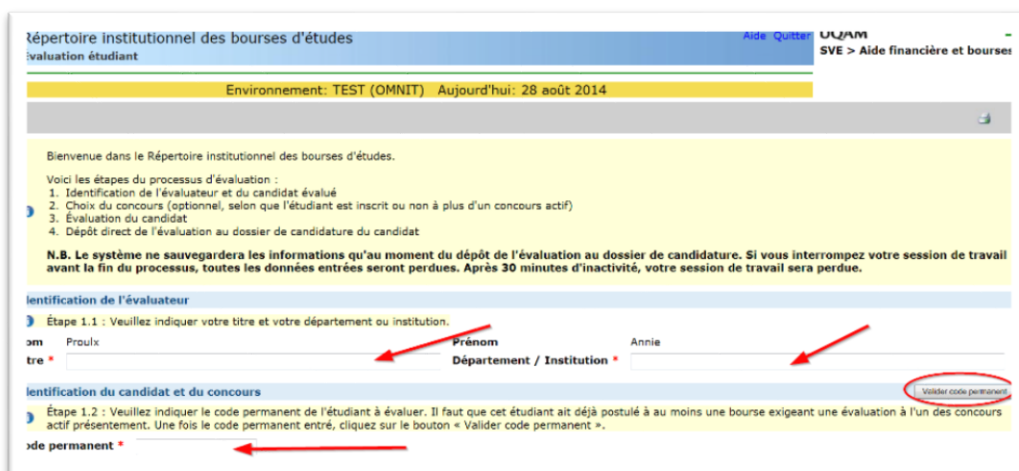 Répertoire institutionnel des bourses d'études
Aide Quitter
UQAM
Évaluation étudiant
SVE > Aide financière et bourses
Environnement: TEST (OMNIT) Aujourd'hui: 28 août 2014
Bienvenue dans le Répertoire institutionnel des bourses d'études.
Voici les étapes du processus d'évaluation :
1. Identification de l'évaluateur et du candidat évalué
2. Choix du concours (optionnel, selon que l'étudiant est inscrit ou non à plus d'un concours actif)
3. Évaluation du candidat
4. Dépôt direct de l'évaluation au dossier de candidature du candidat
N.B. Le système ne sauvegardera les informations qu'au moment du dépôt de l'évaluation au dossier de candidature. Si vous interrompez votre session de travail
avant la fin du processus, toutes les données entrées seront perdues. Après 30 minutes d'inactivité, votre session de travail sera
perdue.
dentification de l'évaluateur
Étape 1.1 : Veuillez indiquer votre titre et votre département ou institution.
om Proulx Prénom Annie
tre * Département / Institution *
dentification du candidat et du concours
Valider code permanent
Étape 1.2 : Veuillez indiquer le code permanent de l'étudiant à évaluer. Il faut que cet étudiant ait déjà postulé à au moins une bourse exigeant une évaluation à l'un des concours
actif présentement. Une fois le code permanent entré, cliquez sur le bouton « Valider code permanent ».
ode permanent *